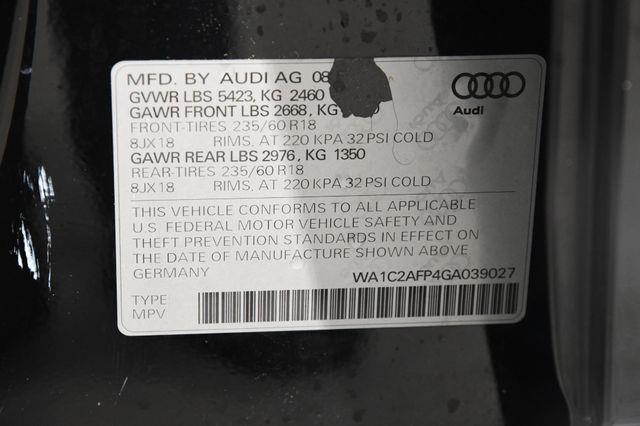 MFD. BY AUDI AG 08
GVWR LBS 5423, KG 2460
GAWR FRONT LBS 2668, KG
FRONT-TIRES 235/60 R18
8JX18 RIMS, AT 220 KPA 32 PSI COLD
GAWR REAR LBS 2976, KG 1350
REAR-TIRES 235/60 R18
8JX18 RIMS, AT 220 KPA 32 PSI COLD
Audi
THIS VEHICLE CONFORMS TO ALL APPLICABLE
U.S. FEDERAL MOTOR VEHICLE SAFETY AND
THEFT PREVENTION STANDARDS IN EFFECT ON
THE DATE OF MANUFACTURE SHOWN ABOVE
GERMANY WA1C2AFP4GA039027
TYPE
MPV